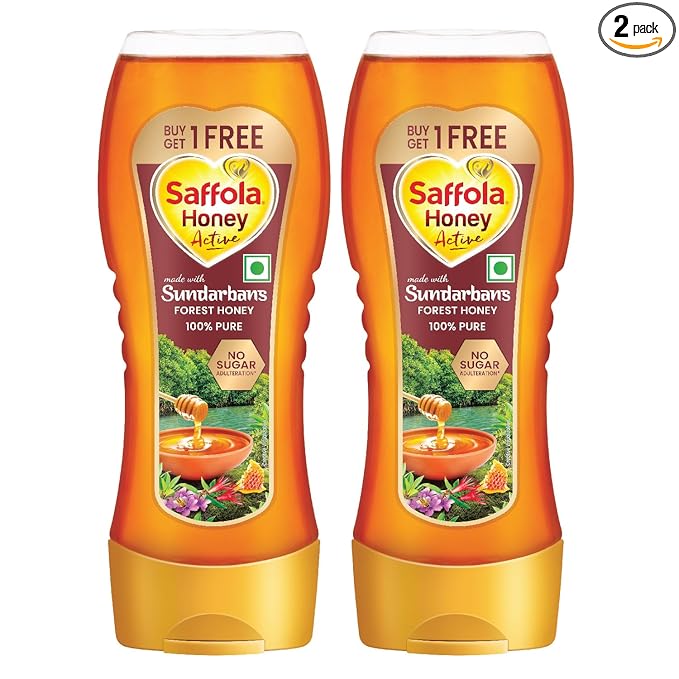 2 pack
BUY 1 FREE
GET
Saffola®
Honey
Active
made with
Sundarbans
FOREST HONEY
100% PURE
NO
SUGAR
ADULTERATION*
BUY 1 FREE
GET
Saffola®
Honey
Active
made with
Sundarbans
FOREST HONEY
100% PURE
NO
SUGAR
ADULTERATION*